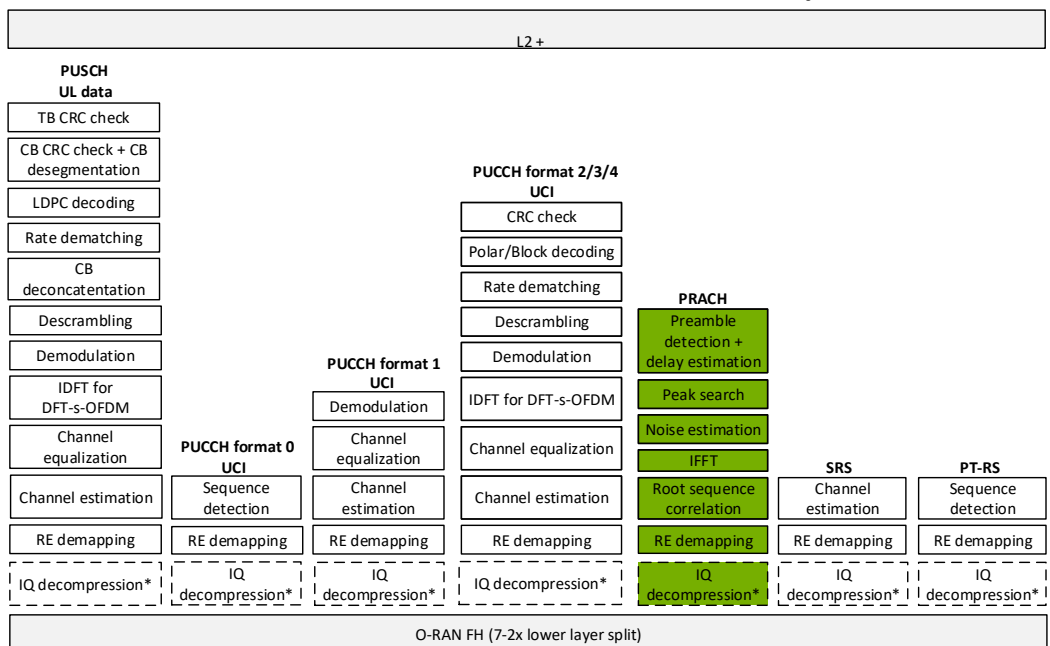 L2 +
PUSCH
UL data
TB CRC check
CB CRC check + CB
desegmentation
LDPC decoding
Rate dematching
CB
deconcatentation
Descrambling
Demodulation
IDFT for
DFT-s-OFDM
Channel
equalization
Channel estimation
RE demapping
IQ decompression*
PUCCH format 0
UCI
Sequence
detection
RE demapping
IQ
decompression*
PUCCH format 1
UCI
Demodulation
Channel
equalization
Channel
estimation
RE demapping
IQ
decompression*
PUCCH format 2/3/4
UCI
CRC check
Polar/Block decoding
Rate dematching
Descrambling
Demodulation
IDFT for DFT-s-OFDM
Channel equalization
Channel estimation
RE demapping
IQ decompression*
PRACH
Preamble
detection +
delay estimation
Peak search
Noise estimation
IFFT
Root sequence
correlation
RE demapping
IQ
decompression*
SRS
Channel
estimation
RE demapping
IQ
decompression*
PT-RS
Sequence
detection
RE demapping
IQ
decompression*
O-RAN FH (7-2x lower layer split)